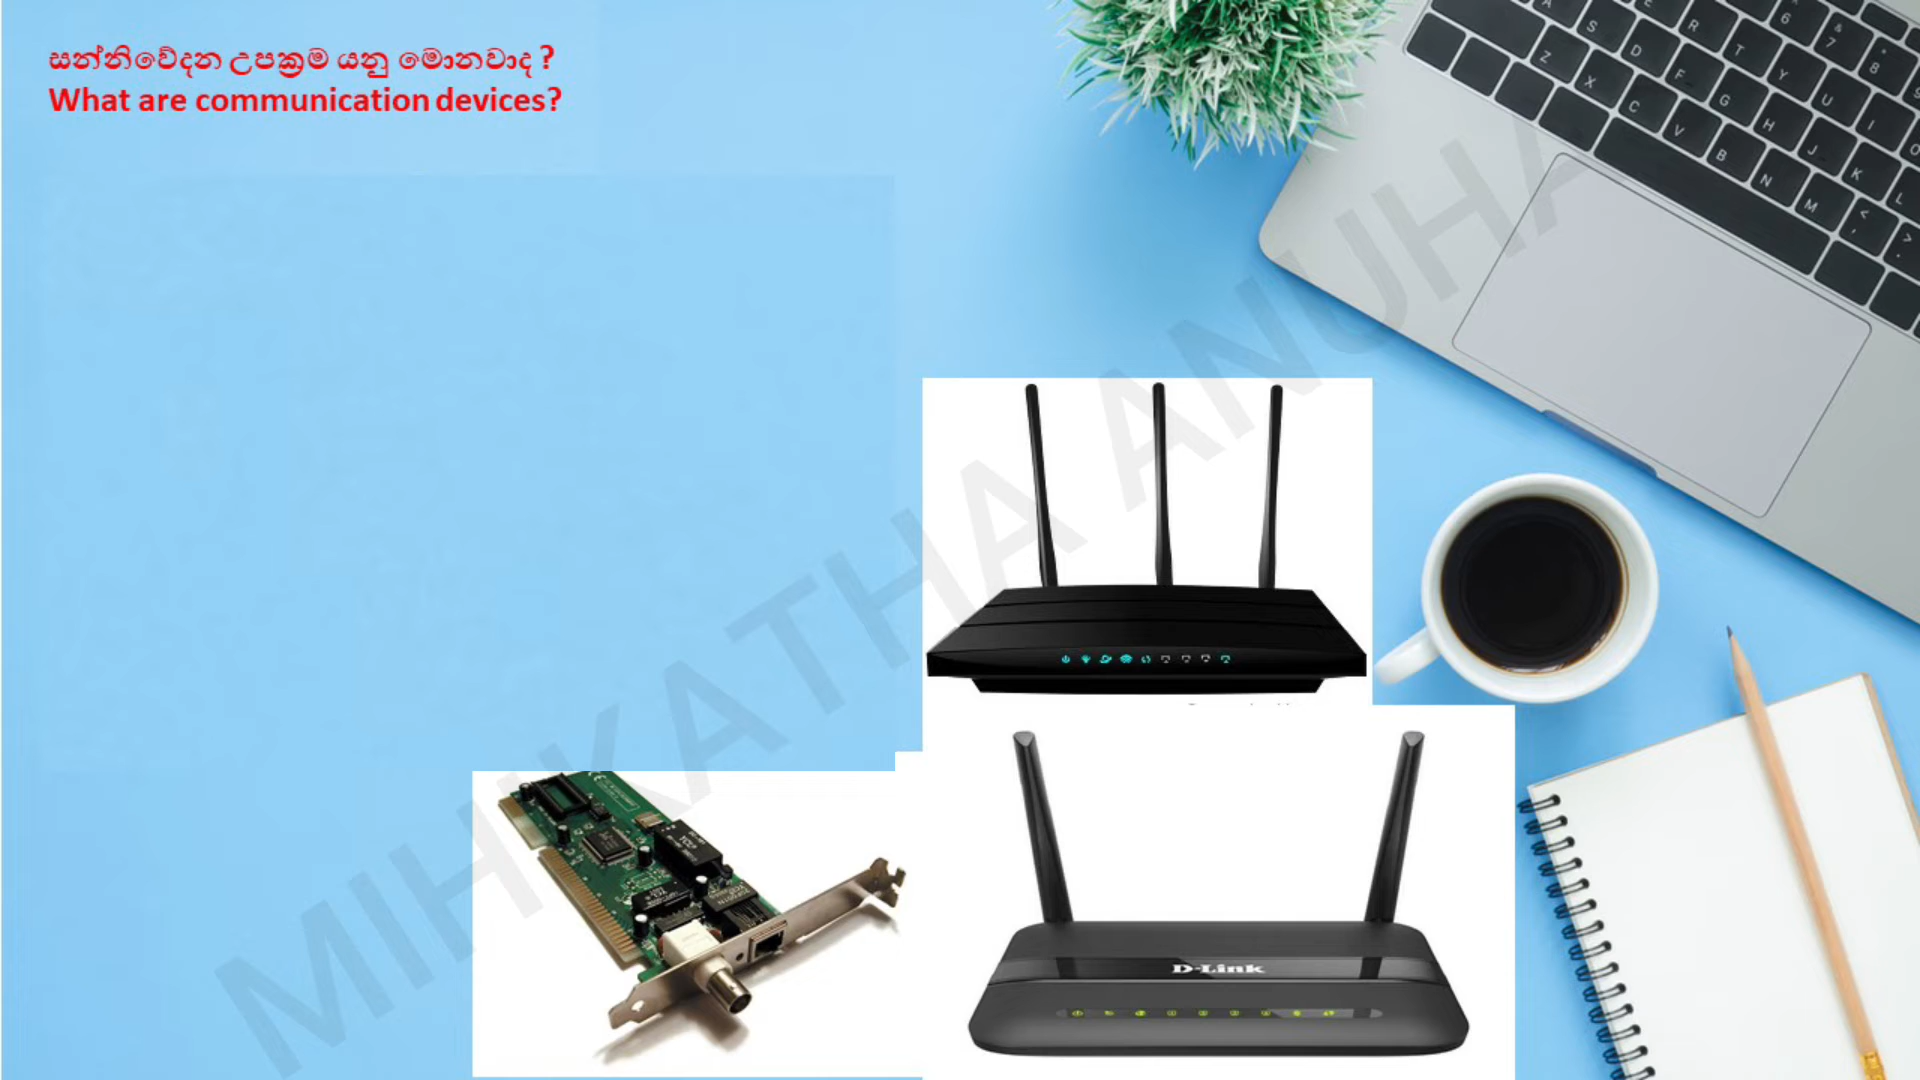 සන්නිවේදන උපක්‍රම යනු මොනවාද ?
What are communication devices?
MIHIKATHA ANUHA
D-Link